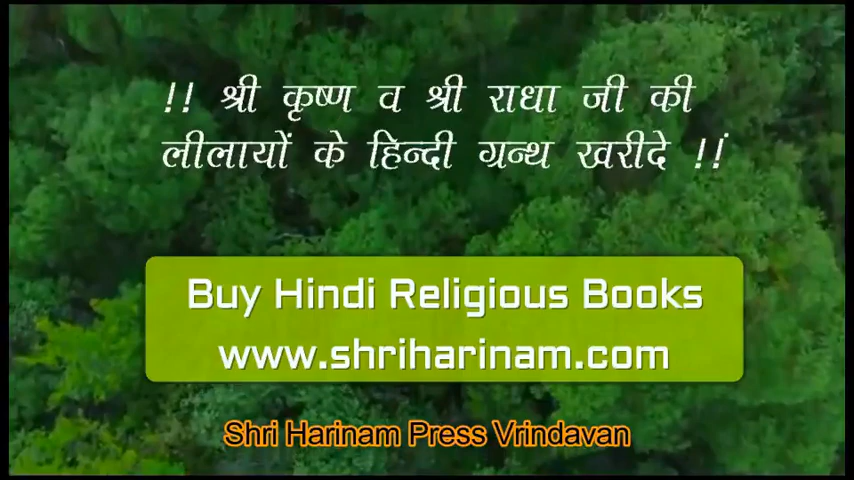 !! श्री कृष्ण व श्री राधा जी की
लीलायों के हिन्दी ग्रन्थ खरीदे !!
Buy Hindi Religious Books
www.shriharinam.com
Shri Harinam Press Vrindavan